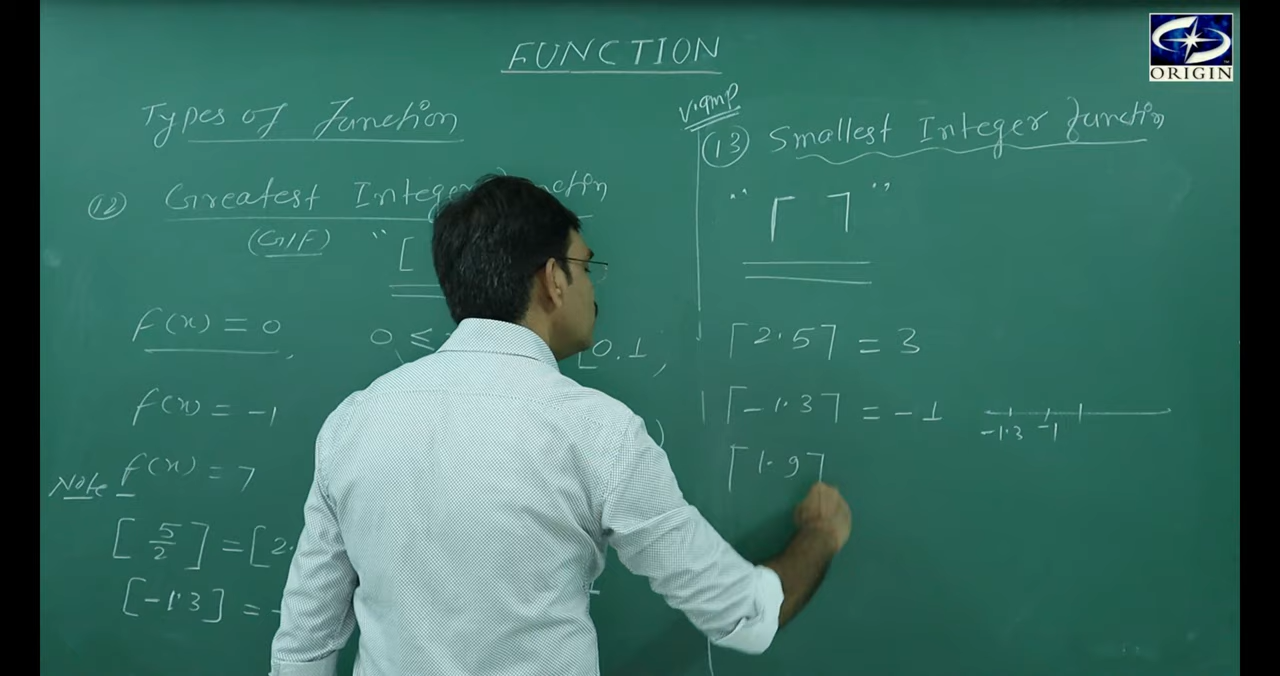 FUNCTION
ORIGIN
Types of function
(12) Greatest Integer
(GIF) " [
f(x) = 0, 0 ≤
f(x) = -1
Note f(x) = 7
[5/2] = [2.
[-1.3] = -
V. Imp
(13) Smallest Integer function
" ⌈ ⌉ "
⌈2.5⌉ = 3
⌈-1.3⌉ = -1
-1.3 -1
⌈1.9⌉